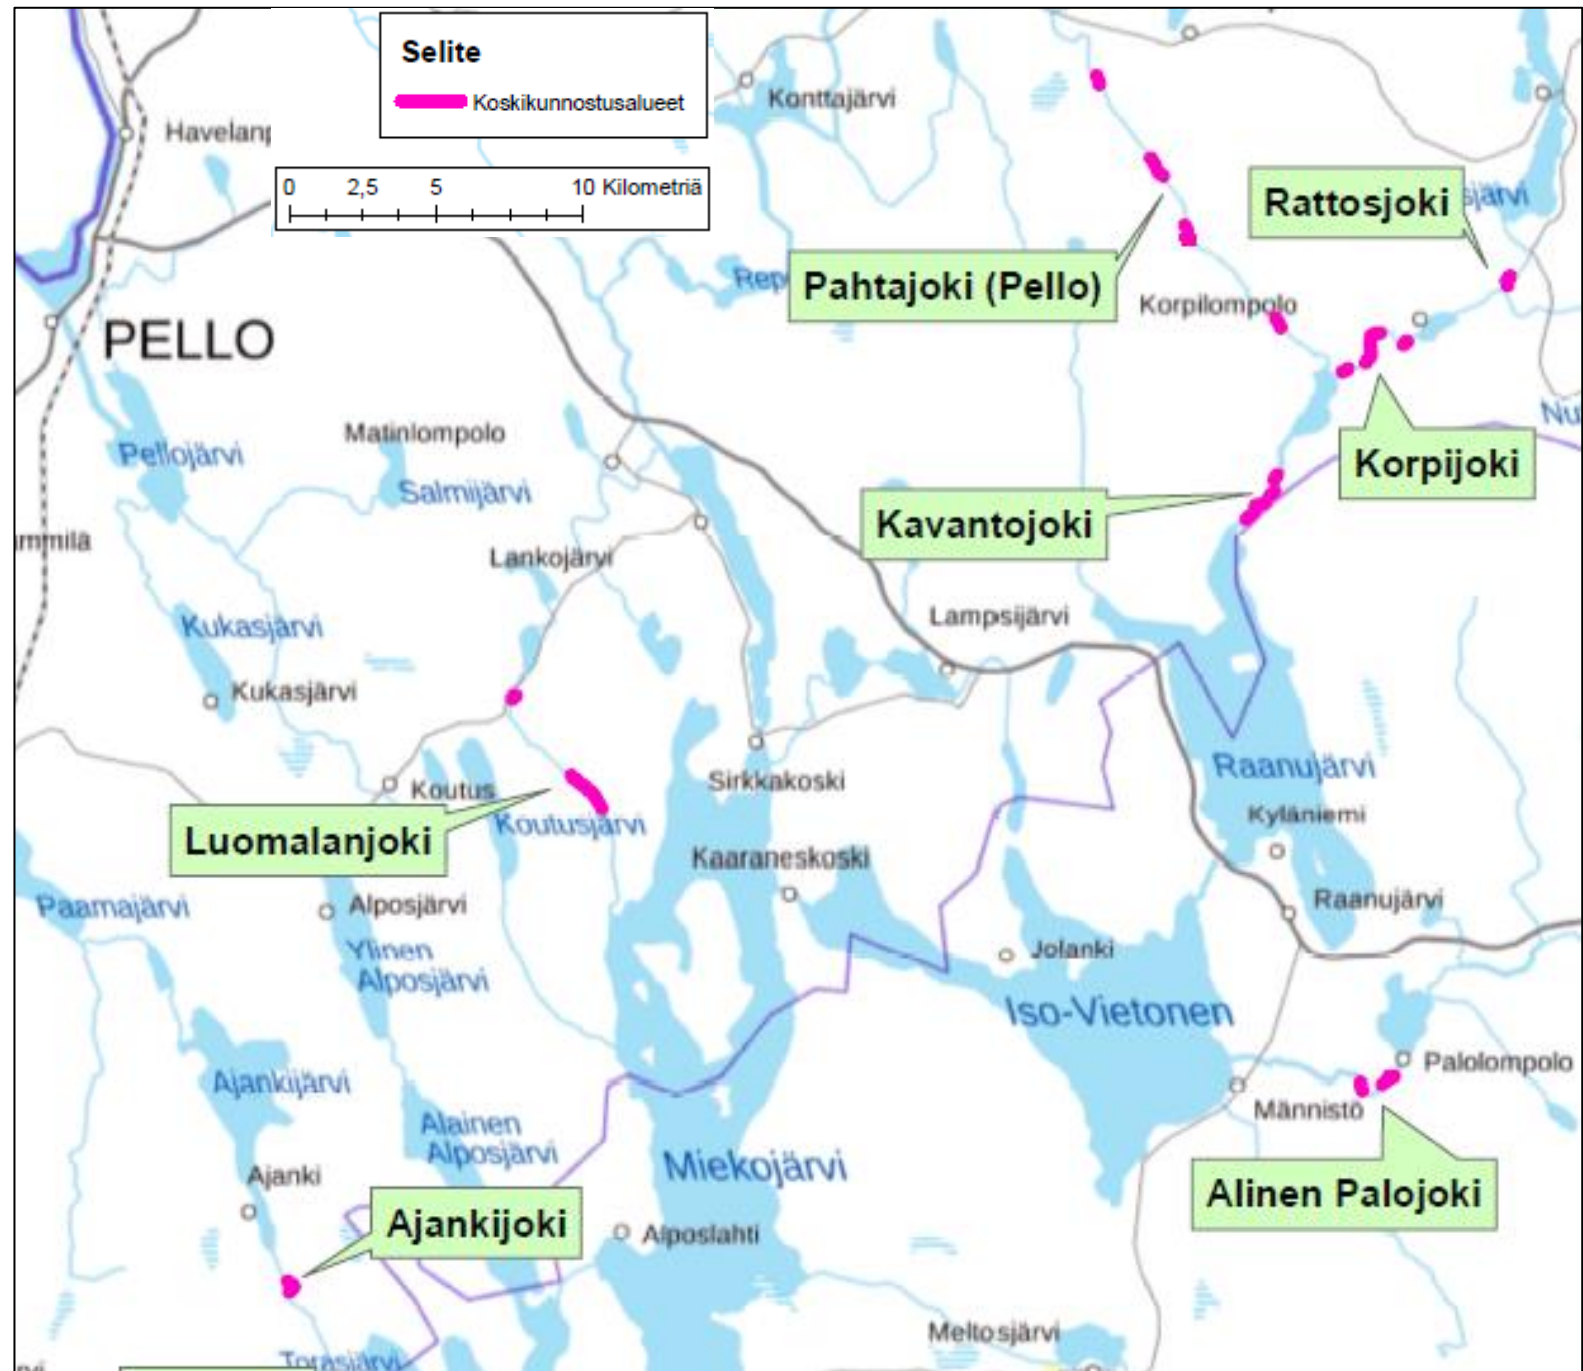 Selite
Koskikunnostusalueet
0 2,5 5 10 Kilometriä
Konttajärvi
Rattosjoki
Pahtajoki (Pello)
Korpilompolo
PELLO
Matinlompolo
Pellojärvi
Salmijärvi
Korpijoki
Kavantojoki
Lankojärvi
Lampsijärvi
Kukasjärvi
Kukasjärvi
Raanujärvi
Sirkkakoski
Koutus
Koutusjärvi
Luomalanjoki
Kyläniemi
Kaaraneskoski
Raanujärvi
Paamajärvi
Alposjärvi
Jolanki
Ylinen
Alposjärvi
Iso-Vietonen
Palolompolo
Ajankijärvi
Männistö
Alainen
Alposjärvi
Miekojärvi
Ajanki
Alinen Palojoki
Ajankijoki
Alposlahti
Meltosjärvi
Torasjärvi